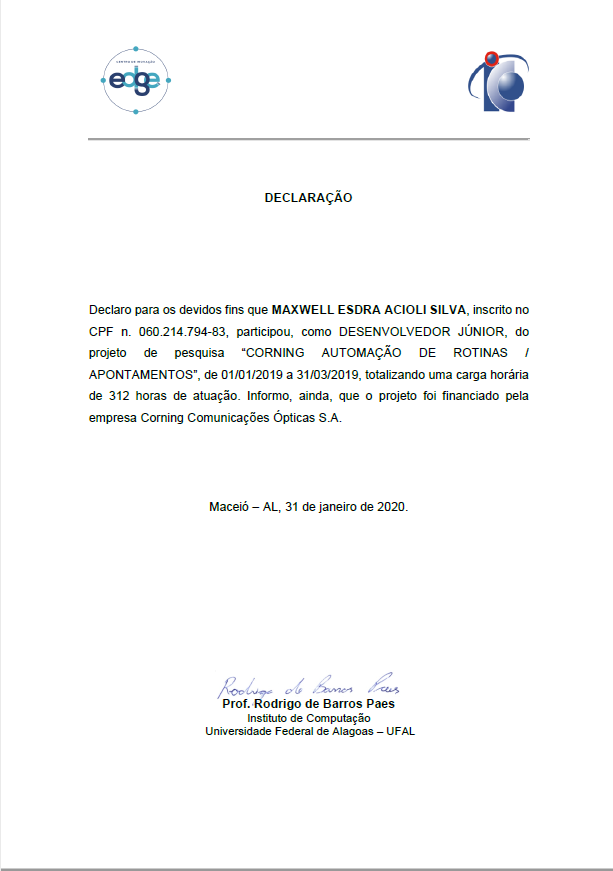 CENTRO DE INOVAÇÃO
edge
DECLARAÇÃO
Declaro para os devidos fins que MAXWELL ESDRA ACIOLI SILVA, inscrito no
CPF n. 060.214.794-83, participou, como DESENVOLVEDOR JÚNIOR, do
projeto de pesquisa “CORNING AUTOMAÇÃO DE ROTINAS /
APONTAMENTOS”, de 01/01/2019 a 31/03/2019, totalizando uma carga horária
de 312 horas de atuação. Informo, ainda, que o projeto foi financiado pela
empresa Corning Comunicações Ópticas S.A.
Maceió – AL, 31 de janeiro de 2020.
Rodrigo de Barros Paes
Prof. Rodrigo de Barros Paes
Instituto de Computação
Universidade Federal de Alagoas – UFAL